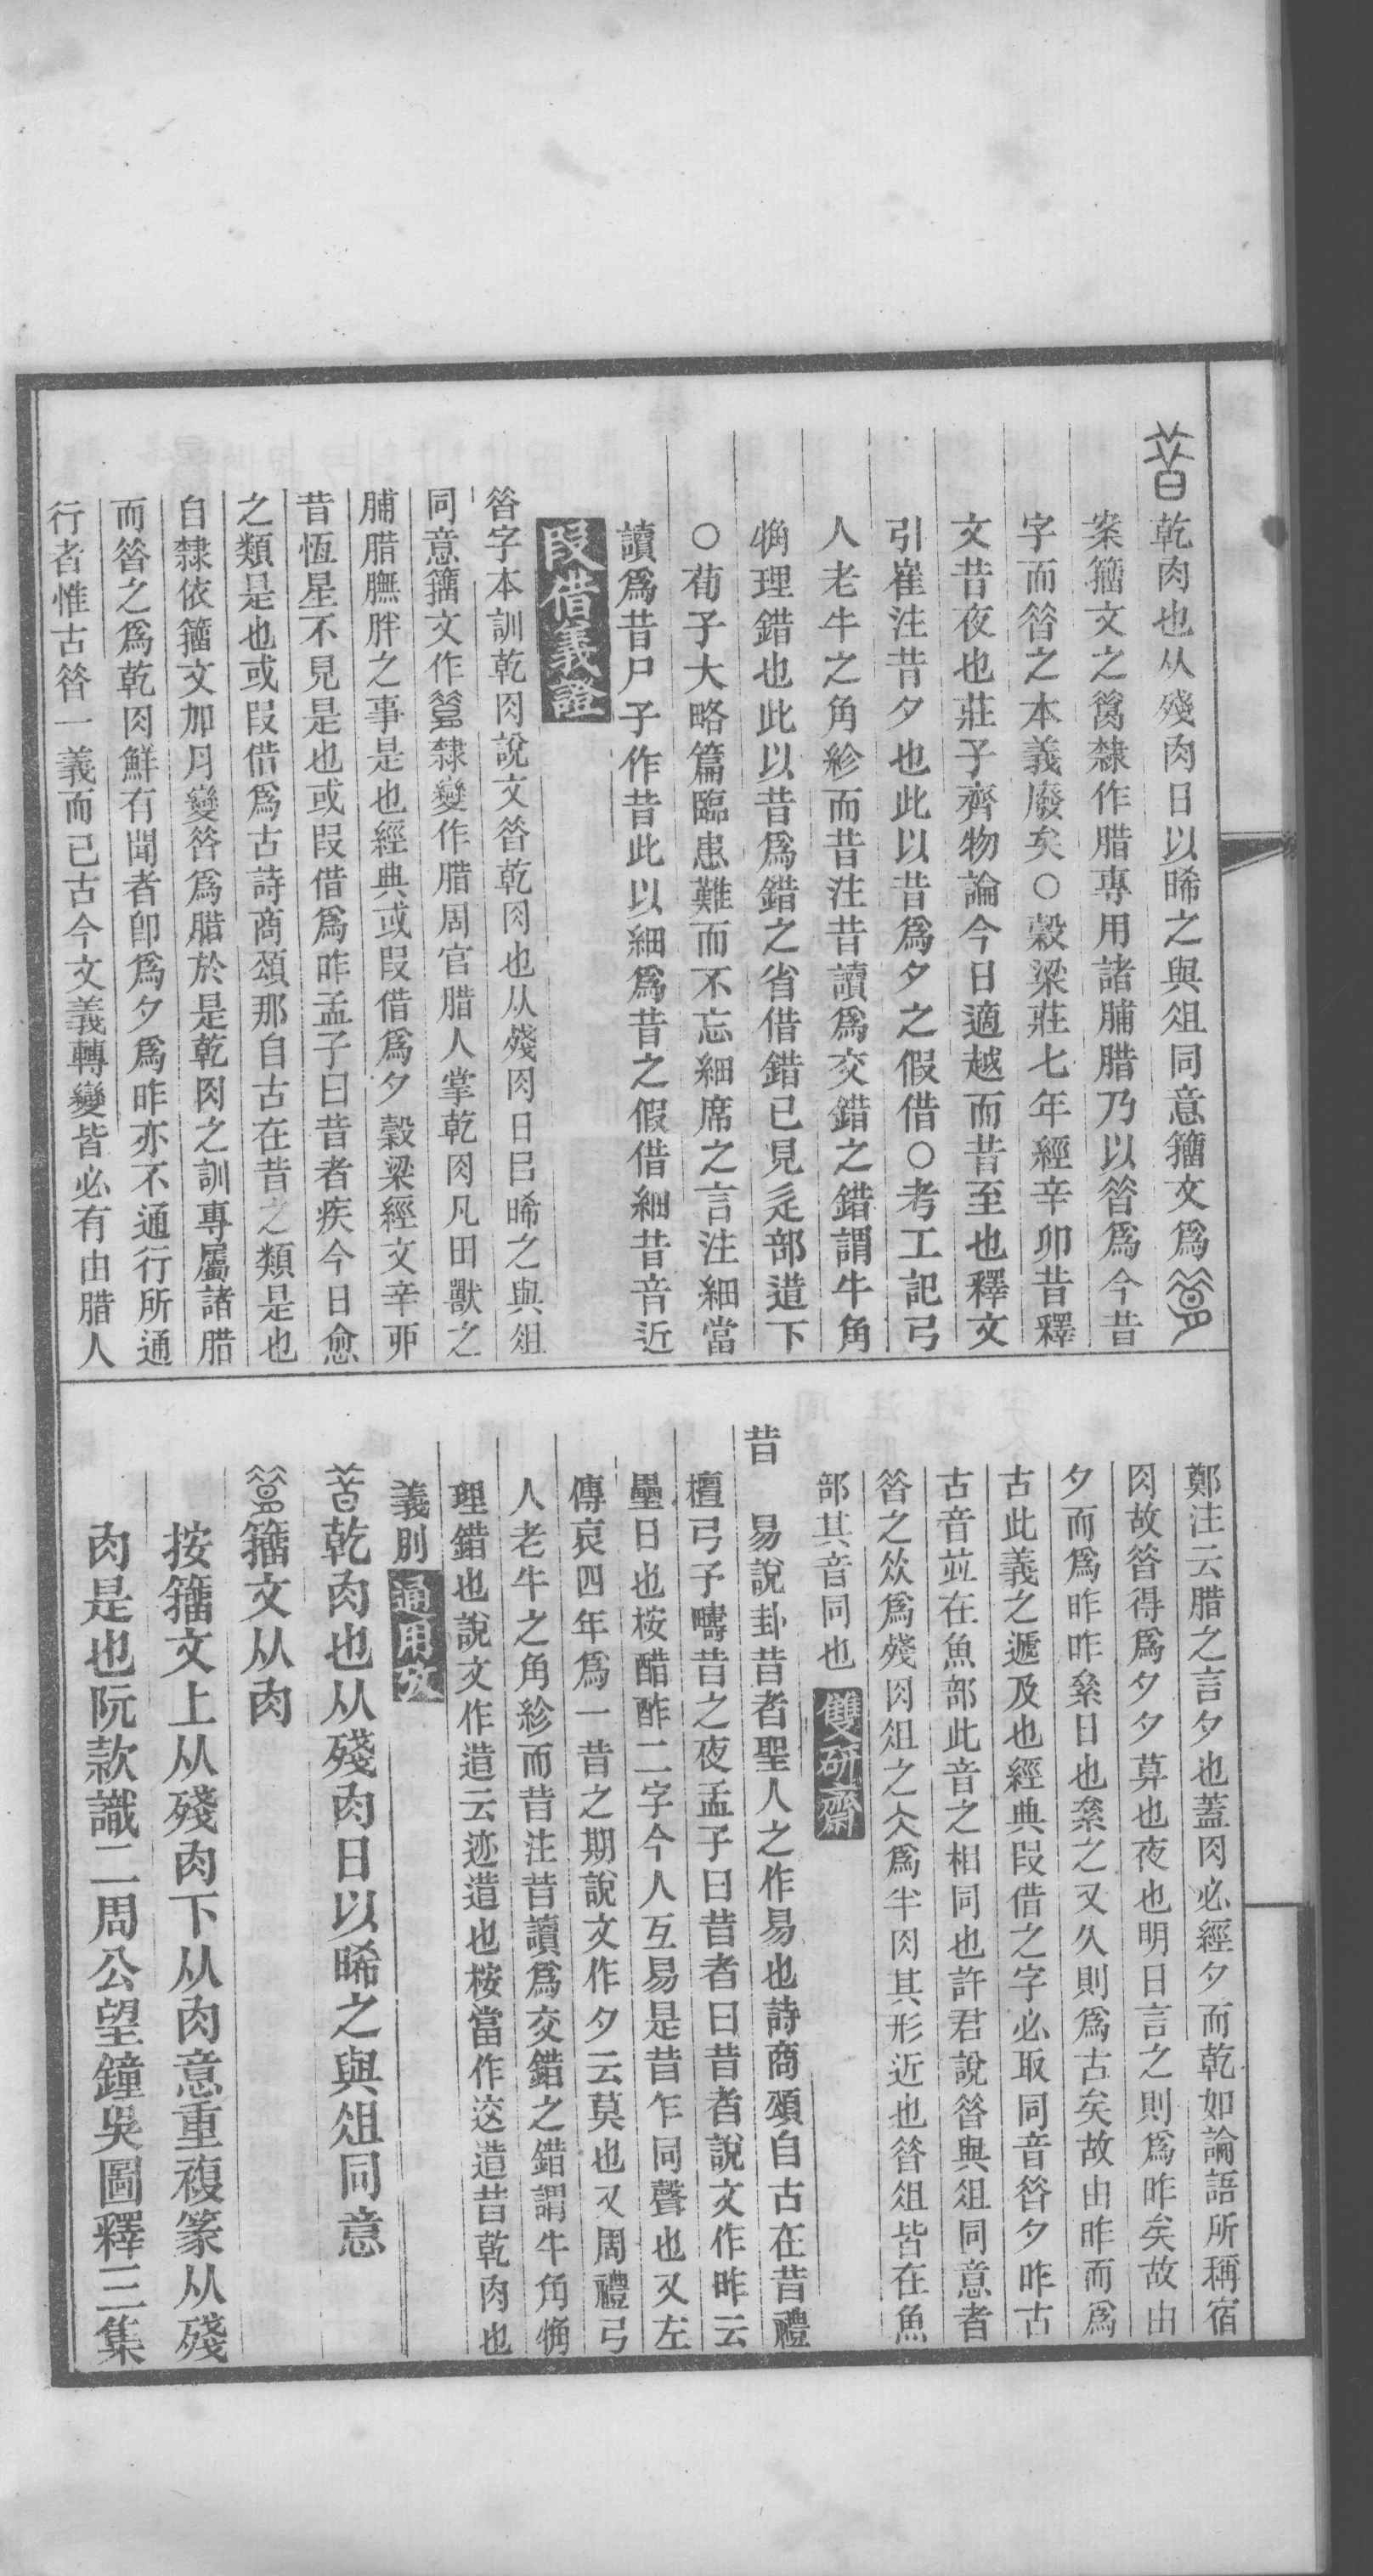 昔乾肉也从殘肉日以晞之與俎同意籒文爲𦠡
案籒文之舊隸作腊專用諸脯腊乃以昝爲今昔
字而昝之本義廢矣○穀梁莊七年經辛卯昔釋
文昔夜也莊子齊物論今日適越而昔至也釋文
引崔注昔夕也此以昔爲夕之假借○考工記弓
人老牛之角紾而昔注昔讀爲交錯之錯謂牛角
觕理錯也此以昔爲錯之省借錯已見辵部逪下
○荀子大略篇臨患難而不忘細席之言注細當
讀爲昔尸子作昔此以細爲昔之假借細昔音近
叚借義證
昝字本訓乾肉說文昝乾肉也从殘肉日㠯晞之與俎
同意籒文作𦠡隸變作腊周官腊人掌乾肉凡田獸之
脯腊膴胖之事是也經典或叚借爲夕穀梁經文辛丣
昔恆星不見是也或叚借爲昨孟子曰昔者疾今日愈
之類是也或叚借爲古詩商頌那自古在昔之類是也
自隸依籒文加月變昝爲腊於是乾肉之訓專屬諸腊
而昝之爲乾肉鮮有聞者卽爲夕爲昨亦不通行所通
行者惟古昝一義而已古今文義轉變皆必有由腊人
鄭注云腊之言夕也蓋肉必經夕而乾如論語所稱宿
肉故昝得爲夕夕莫也夜也明日言之則爲昨矣故由
夕而爲昨昨絫日也絫之又久則爲古矣故由昨而爲
古此義之遞及也經典叚借之字必取同音昝夕昨古
古音竝在魚部此音之相同也許君說昝與俎同意者
昝之㸚爲殘肉俎之仌爲半肉其形近也昝俎皆在魚
部其音同也雙硏齋
昔　易說卦昔者聖人之作易也詩商頌自古在昔禮
檀弓予疇昔之夜孟子曰昔者曰昔者說文作昨云
壘日也桉醋酢二字今人互易是昔乍同聲也又左
傳哀四年爲一昔之期說文作夕云莫也又周禮弓
人老牛之角紾而昔注昔讀爲交錯之錯謂牛角觕
理錯也說文作逪云迹逪也桉當作这逪昔乾肉也
義別通用攷
昔乾肉也从殘肉日以晞之與俎同意
𦠡籒文从肉
按籒文上从殘肉下从肉意重複篆从殘
肉是也阮款識二周公望鐘吳圖釋三集